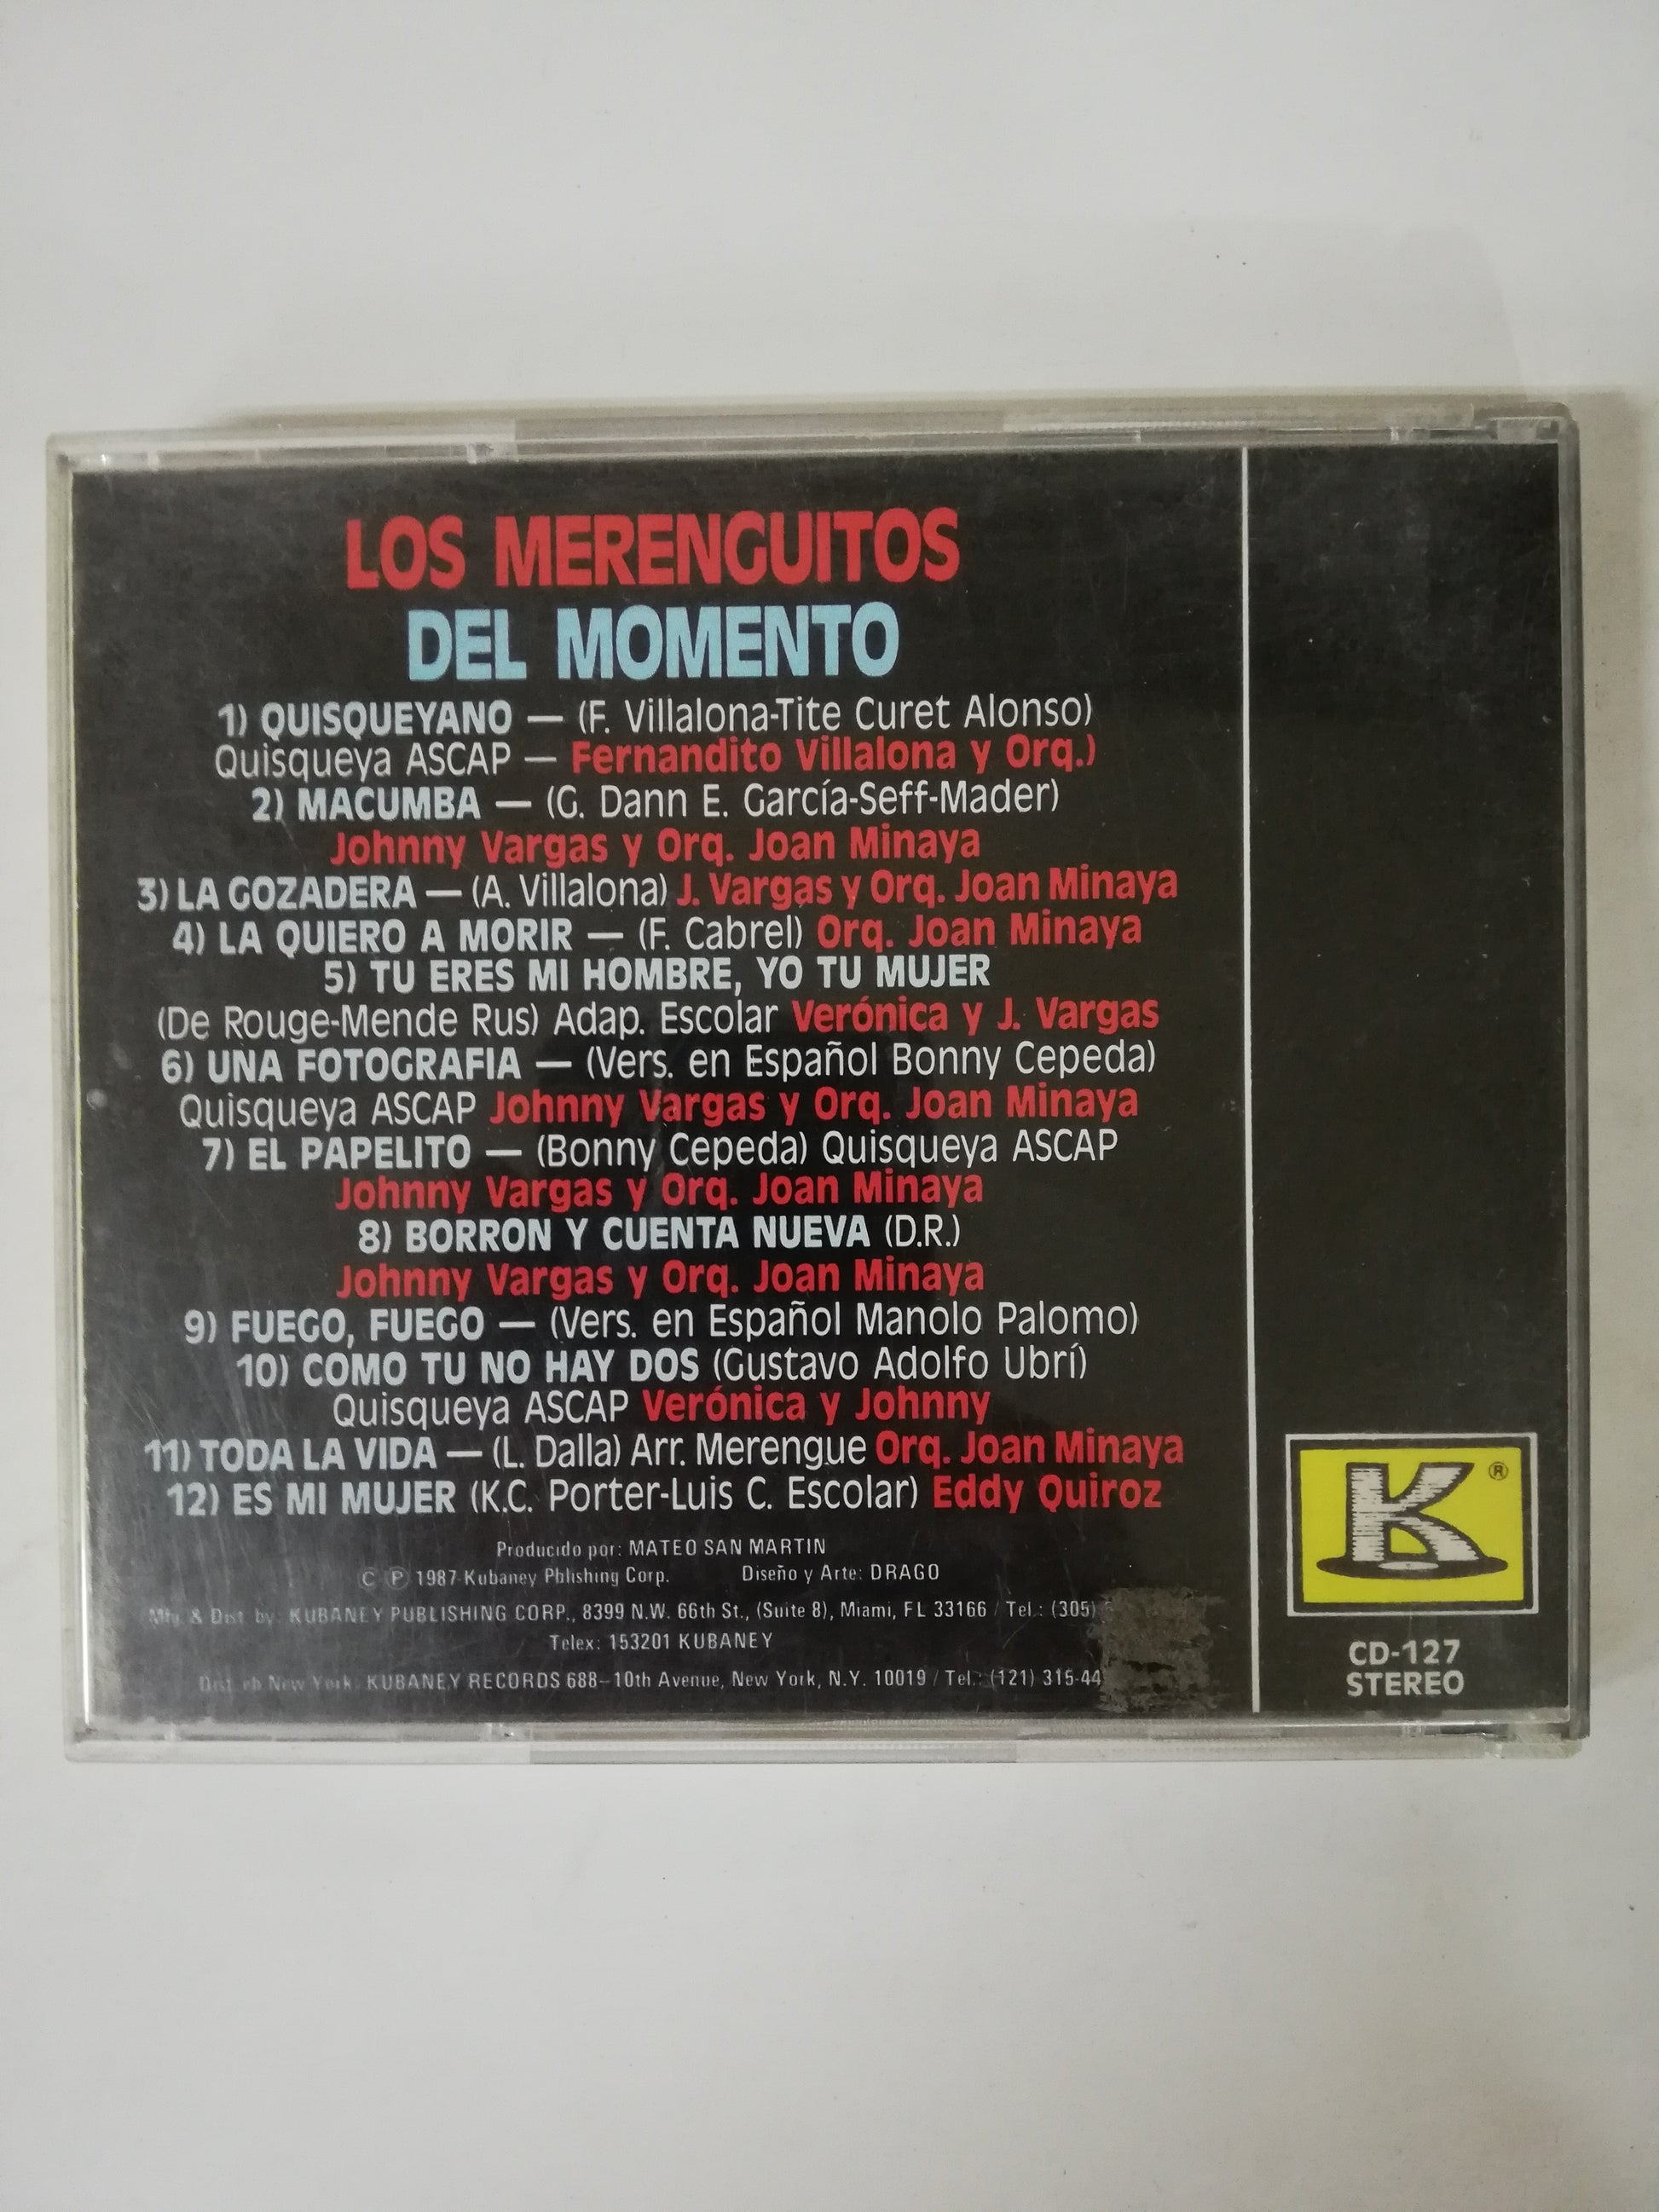 LOS MERENGUITOS
DEL MOMENTO
1) QUISQUEYANO — (F. Villalona-Tite Curet Alonso)
Quisqueya ASCAP — Fernandito Villalona y Orq.)
2) MACUMBA — (G. Dann E. García-Seff-Mader)
Johnny Vargas y Orq. Joan Minaya
3) LA GOZADERA — (A. Villalona) J. Vargas y Orq. Joan Minaya
4) LA QUIERO A MORIR — (F. Cabrel) Orq. Joan Minaya
5) TU ERES MI HOMBRE, YO TU MUJER
(De Rouge-Mende Rus) Adap. Escolar Verónica y J. Vargas
6) UNA FOTOGRAFIA — (Vers. en Español Bonny Cepeda)
Quisqueya ASCAP Johnny Vargas y Orq. Joan Minaya
7) EL PAPELITO — (Bonny Cepeda) Quisqueya ASCAP
Johnny Vargas y Orq. Joan Minaya
8) BORRON Y CUENTA NUEVA (D.R.)
Johnny Vargas y Orq. Joan Minaya
9) FUEGO, FUEGO — (Vers. en Español Manolo Palomo)
10) COMO TU NO HAY DOS (Gustavo Adolfo Ubrí)
Quisqueya ASCAP Verónica y Johnny
11) TODA LA VIDA — (L. Dalla) Arr. Merengue Orq. Joan Minaya
12) ES MI MUJER (K.C. Porter-Luis C. Escolar) Eddy Quiroz
Producido por: MATEO SAN MARTIN
© ℗ 1987 Kubaney Pblishing Corp. Diseño y Arte: DRAGO
Mfg. & Dist. by: KUBANEY PUBLISHING CORP., 8399 N.W. 66th St., (Suite 8), Miami, FL 33166 / Tel.: (305)
Telex: 153201 KUBANEY
Dist. New York: KUBANEY RECORDS 688–10th Avenue, New York, N.Y. 10019 / Tel.: (121) 315-44
K ®
CD-127
STEREO